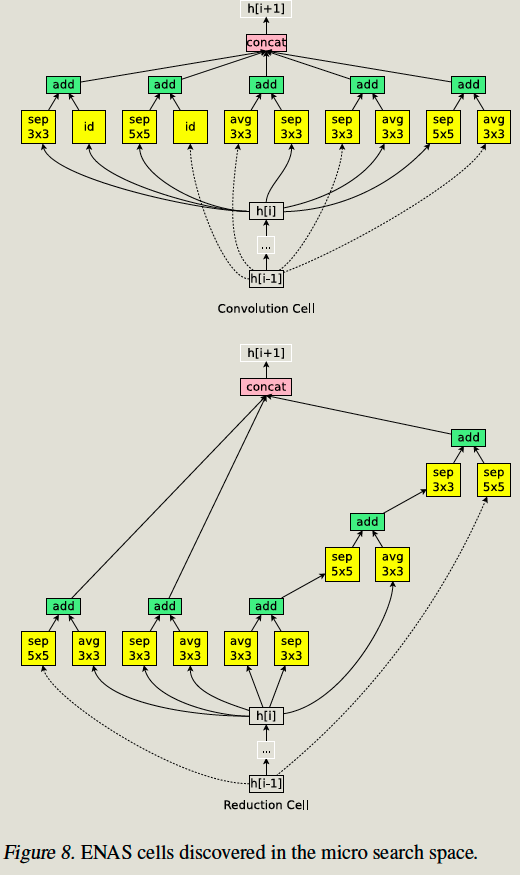 h[i+1]
concat
add add add add add
sep 3x3 id sep 5x5 id avg 3x3 sep 3x3 sep 3x3 avg 3x3 sep 5x5 avg 3x3
h[i]
...
h[i-1]
Convolution Cell
h[i+1]
concat
add
sep 3x3 sep 5x5
add
sep 5x5 avg 3x3
add add add
sep 5x5 avg 3x3 sep 3x3 avg 3x3 avg 3x3 sep 3x3
h[i]
...
h[i-1]
Reduction Cell
Figure 8. ENAS cells discovered in the micro search space.